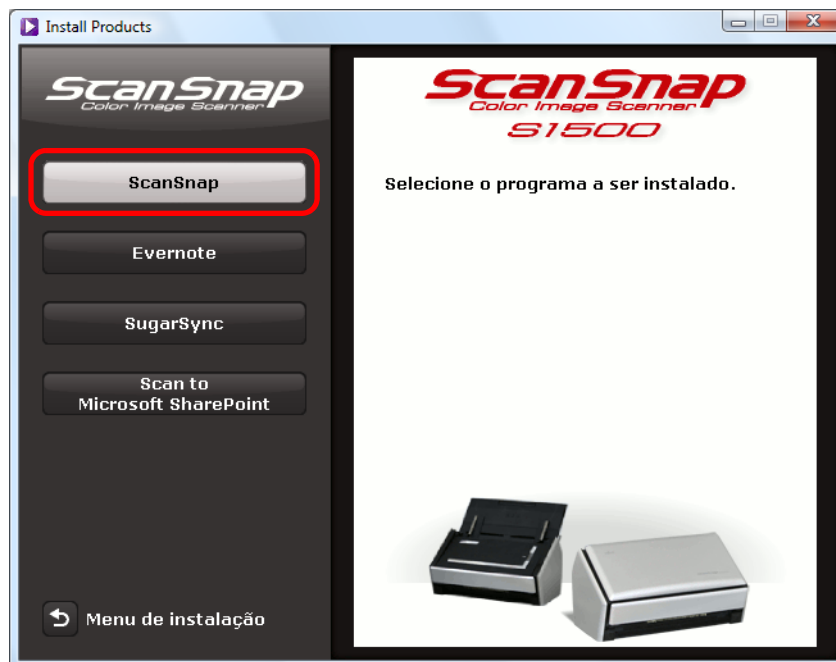 Install Products
ScanSnap
Color Image Scanner
ScanSnap
Evernote
SugarSync
Scan to
Microsoft SharePoint
Menu de instalação
ScanSnap
Color Image Scanner
S1500
Selecione o programa a ser instalado.